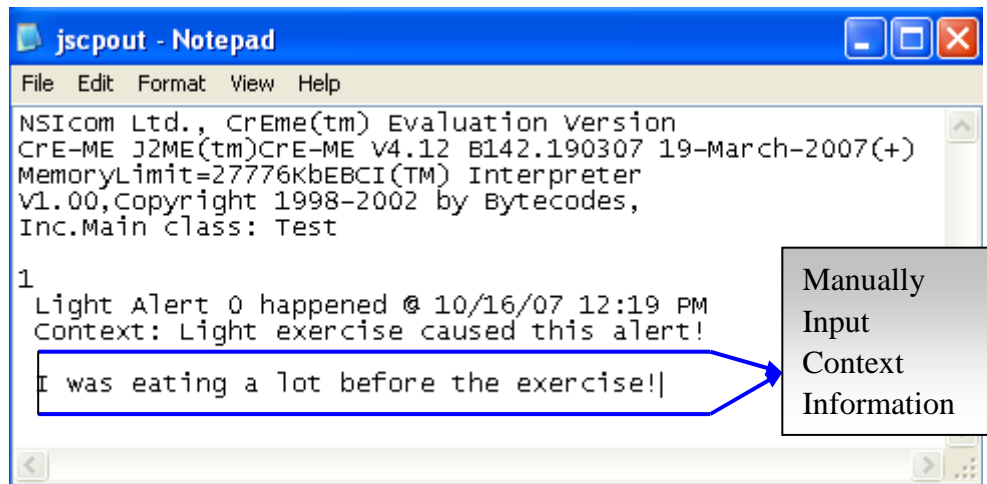 jscpout - Notepad
File Edit Format View Help
NSIcom Ltd., CrEme(tm) Evaluation Version
CrE-ME J2ME(tm)CrE-ME V4.12 B142.190307 19-March-2007(+)
MemoryLimit=27776KbEBCI(TM) Interpreter
V1.00,Copyright 1998-2002 by Bytecodes,
Inc.Main class: Test
1
Light Alert 0 happened @ 10/16/07 12:19 PM
Context: Light exercise caused this alert!
I was eating a lot before the exercise!
Manually
Input
Context
Information